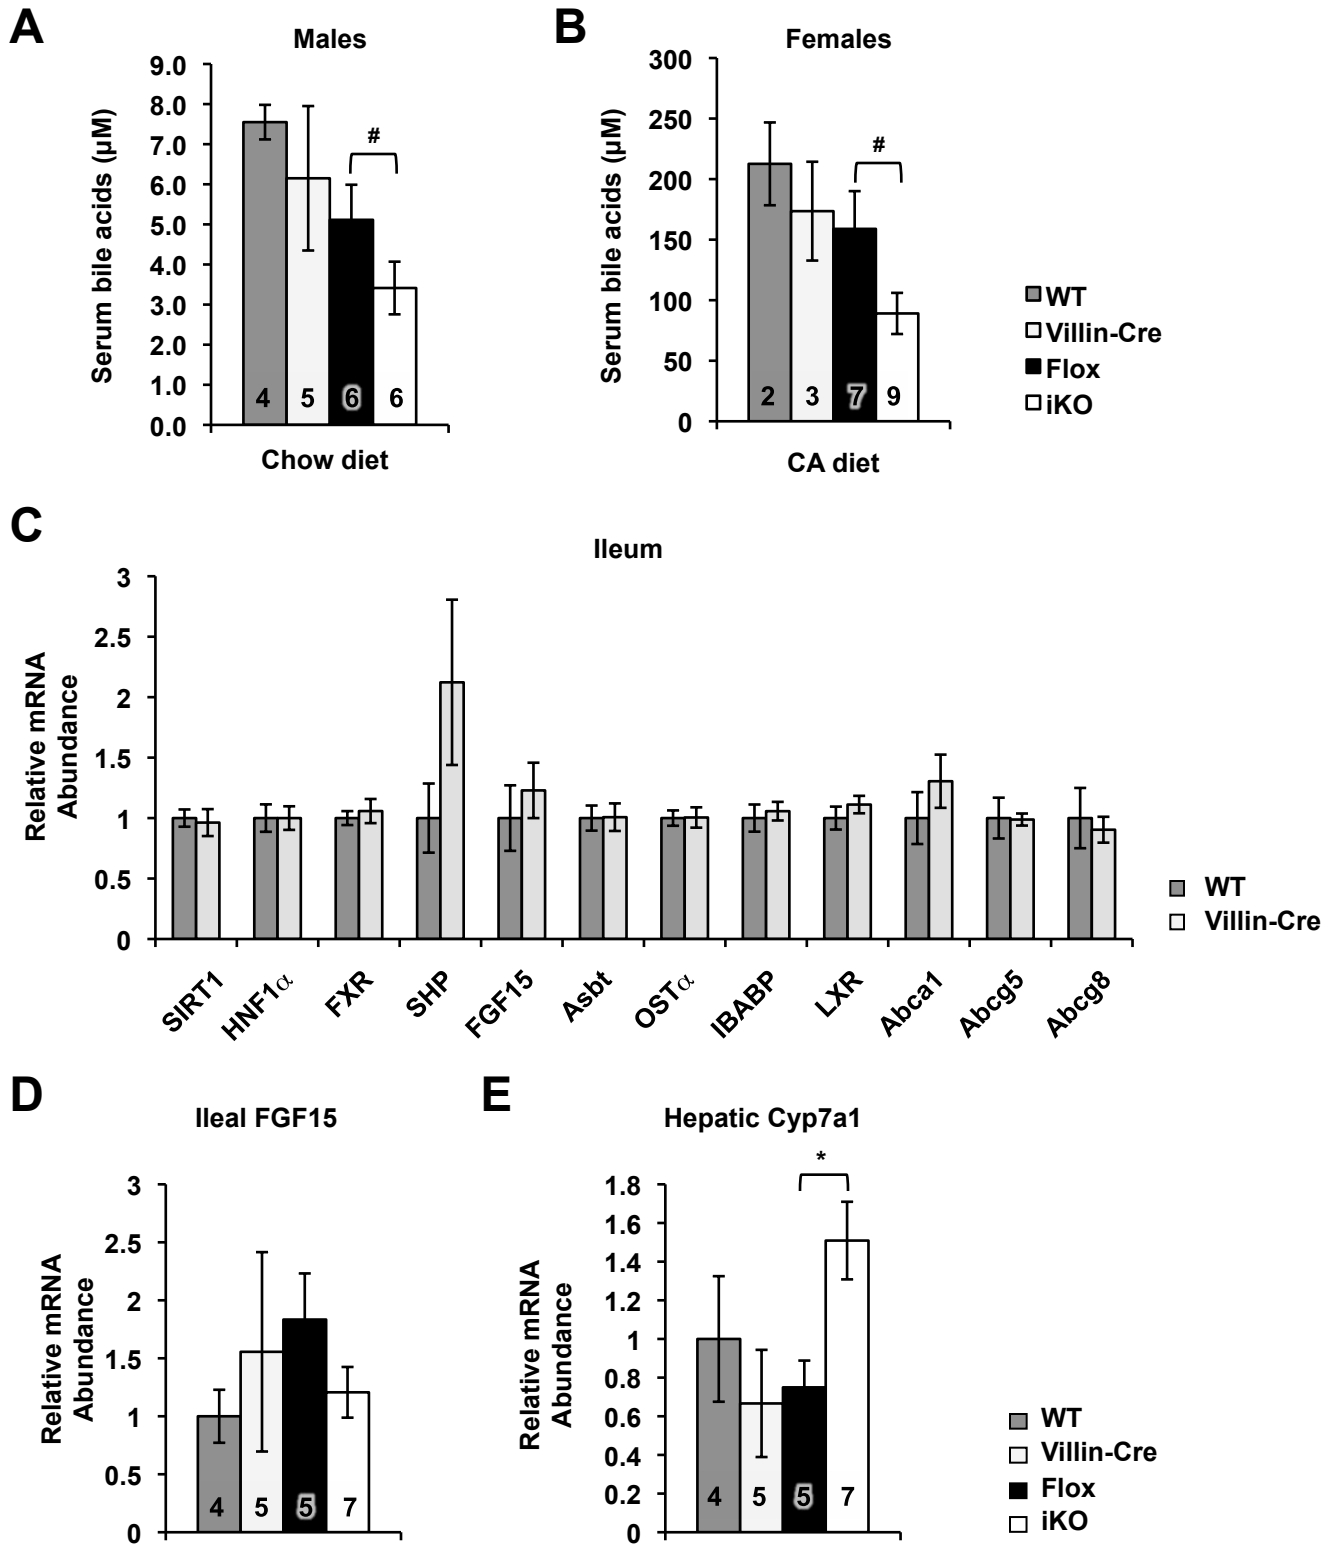 A
Males
Serum bile acids (µM)
9.0
8.0
7.0
6.0
5.0
4.0
3.0
2.0
1.0
0.0
#
4 5 6 6
Chow diet
B
Females
Serum bile acids (µM)
300
250
200
150
100
50
0
#
2 3 7 9
CA diet
WT
Villin-Cre
Flox
iKO
C
Ileum
Relative mRNA
Abundance
3
2.5
2
1.5
1
0.5
0
SIRT1 HNF1α FXR SHP FGF15 Asbt OSTα IBABP LXR Abca1 Abcg5 Abcg8
WT
Villin-Cre
D
Ileal FGF15
Relative mRNA
Abundance
3
2.5
2
1.5
1
0.5
0
4 5 5 7
E
Hepatic Cyp7a1
Relative mRNA
Abundance
*
1.8
1.6
1.4
1.2
1
0.8
0.6
0.4
0.2
0
4 5 5 7
WT
Villin-Cre
Flox
iKO